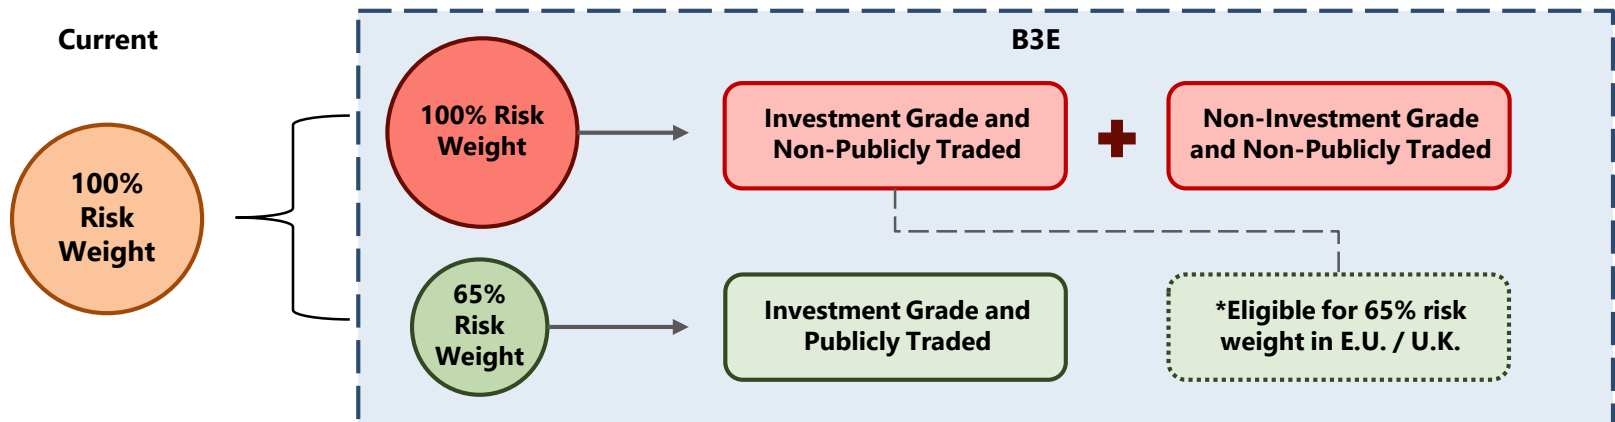 Current
B3E
100%
Risk
Weight
100% Risk
Weight
Investment Grade and
Non-Publicly Traded
Non-Investment Grade
and Non-Publicly Traded
65%
Risk
Weight
Investment Grade and
Publicly Traded
*Eligible for 65% risk
weight in E.U. / U.K.